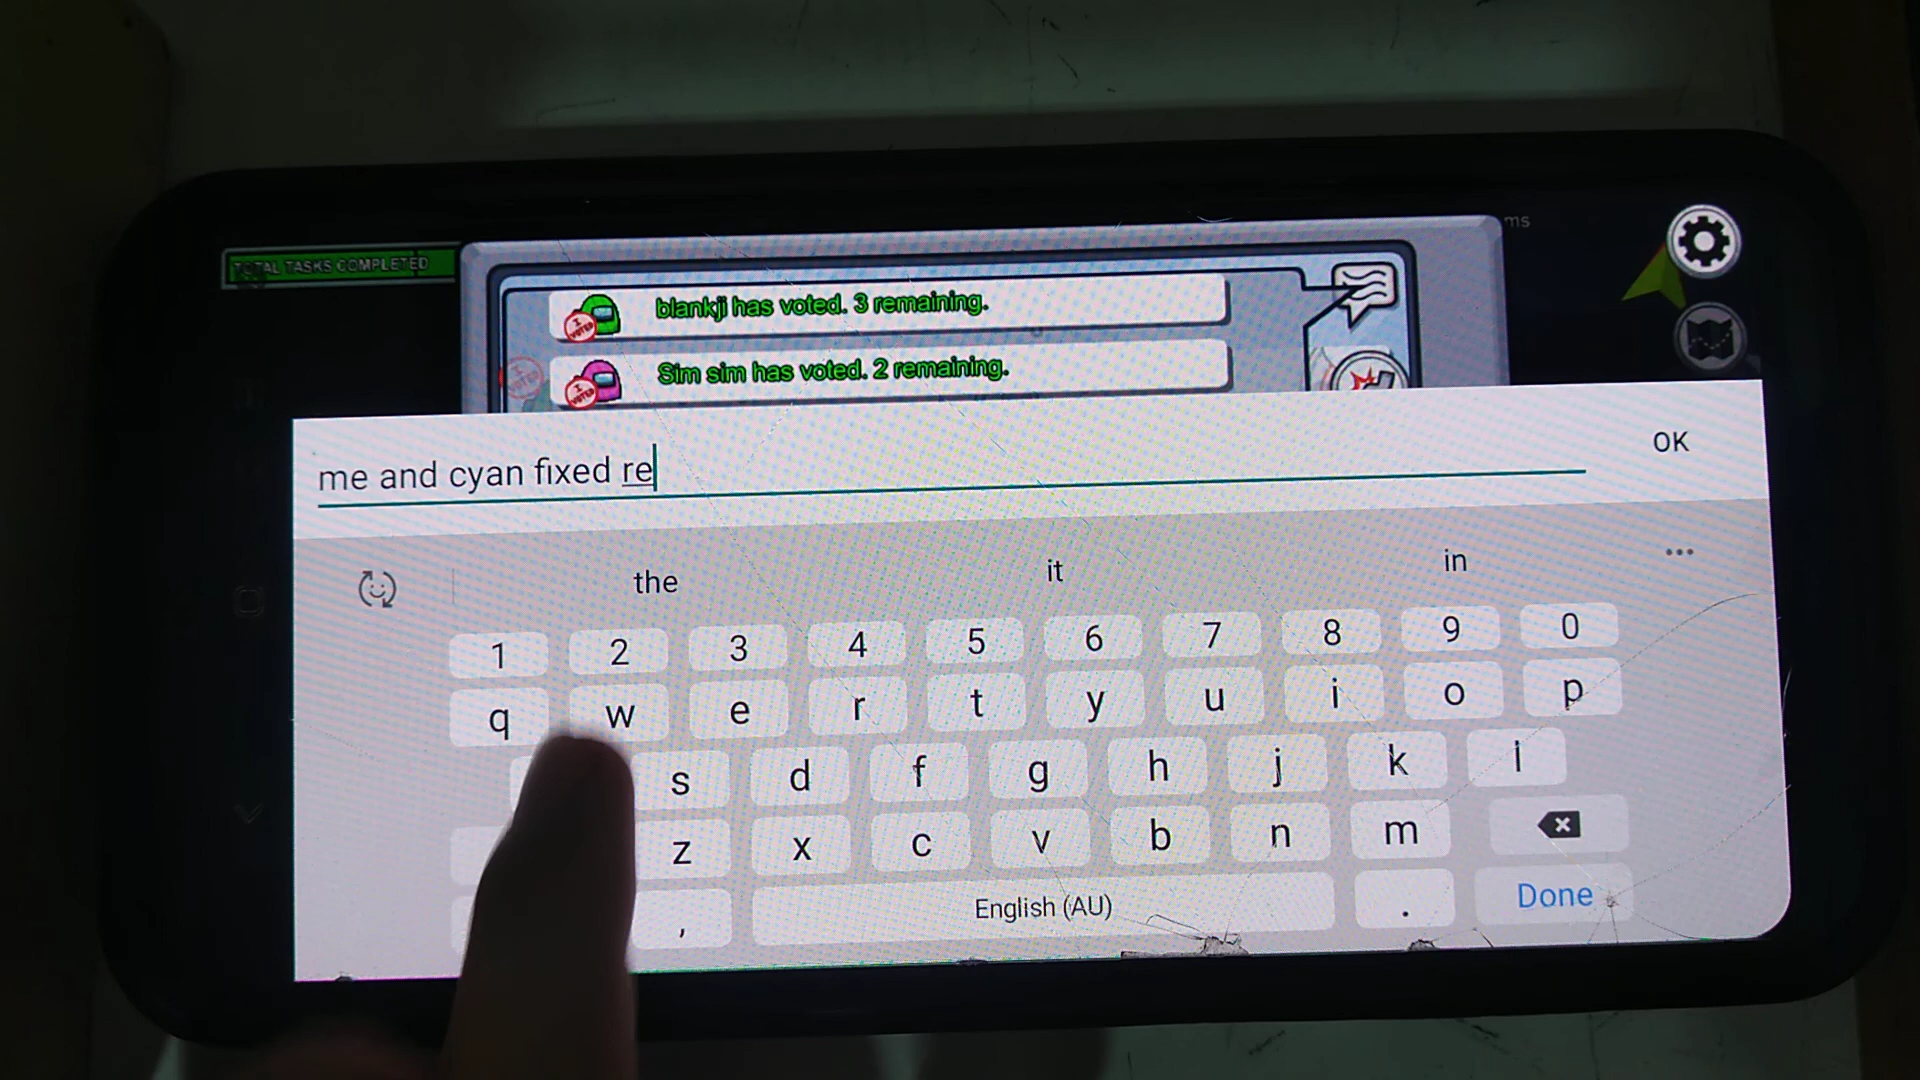 ms
TOTAL TASKS COMPLETED
blankji has voted. 3 remaining.
Sim sim has voted. 2 remaining.
me and cyan fixed re
OK
the it in
1 2 3 4 5 6 7 8 9 0
q w e r t y u i o p
s d f g h j k l
z x c v b n m
, English (AU) . Done